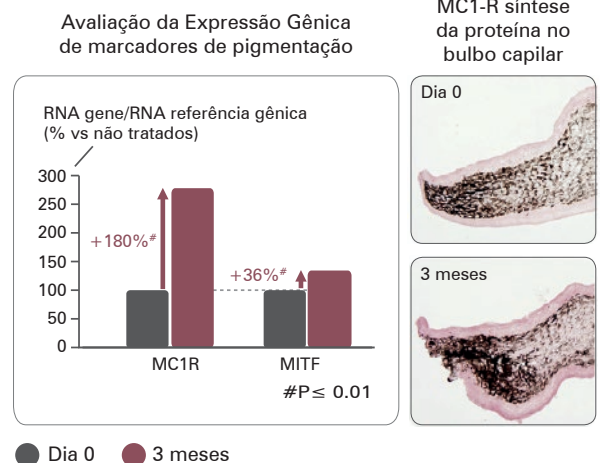 Avaliação da Expressão Gênica
de marcadores de pigmentação
RNA gene/RNA referência gênica
(% vs não tratados)
300
250
200
150
100
50
0
+180%#
+36%#
MC1R
MITF
#P≤ 0.01
Dia 0
3 meses
MC1-R síntese
da proteína no
bulbo capilar
Dia 0
3 meses